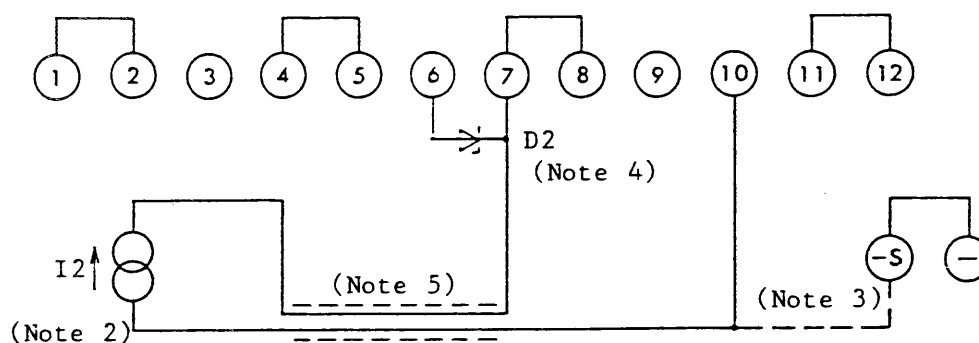 1 2 3 4 5 6 7 8 9 10 11 12
D2
(Note 4)
I2
(Note 5)
-S -
(Note 3)
(Note 2)